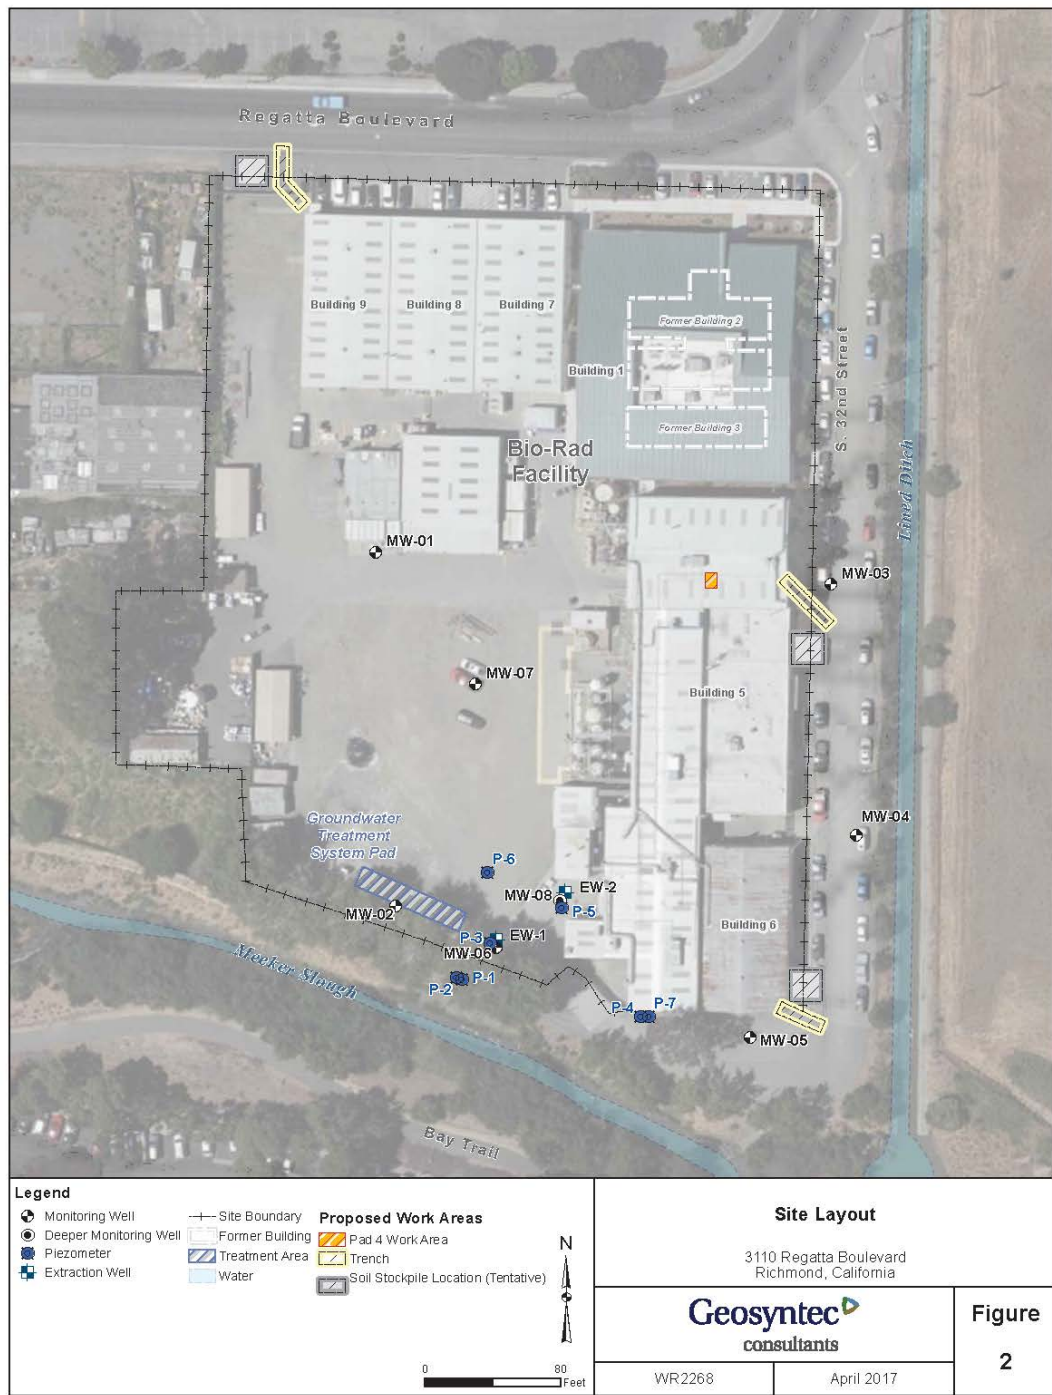 Regatta Boulevard
Building 9
Building 8
Building 7
Former Building 2
Building 1
Former Building 3
S. 32nd Street
Lined Ditch
Bio-Rad
Facility
MW-01
MW-03
MW-07
Building 5
Groundwater
Treatment
System Pad
MW-04
P-6
EW-2
MW-08
P-5
MW-02
EW-1
P-3
MW-06
Building 6
Meeker Slough
P-1
P-2
P-4
P-7
MW-05
Bay Trail
Legend
Monitoring Well
Deeper Monitoring Well
Piezometer
Extraction Well
Site Boundary
Former Building
Treatment Area
Water
Proposed Work Areas
Pad 4 Work Area
Trench
Soil Stockpile Location (Tentative)
N
0 80
Feet
Site Layout
3110 Regatta Boulevard
Richmond, California
Geosyntec
consultants
Figure
2
WR2268
April 2017